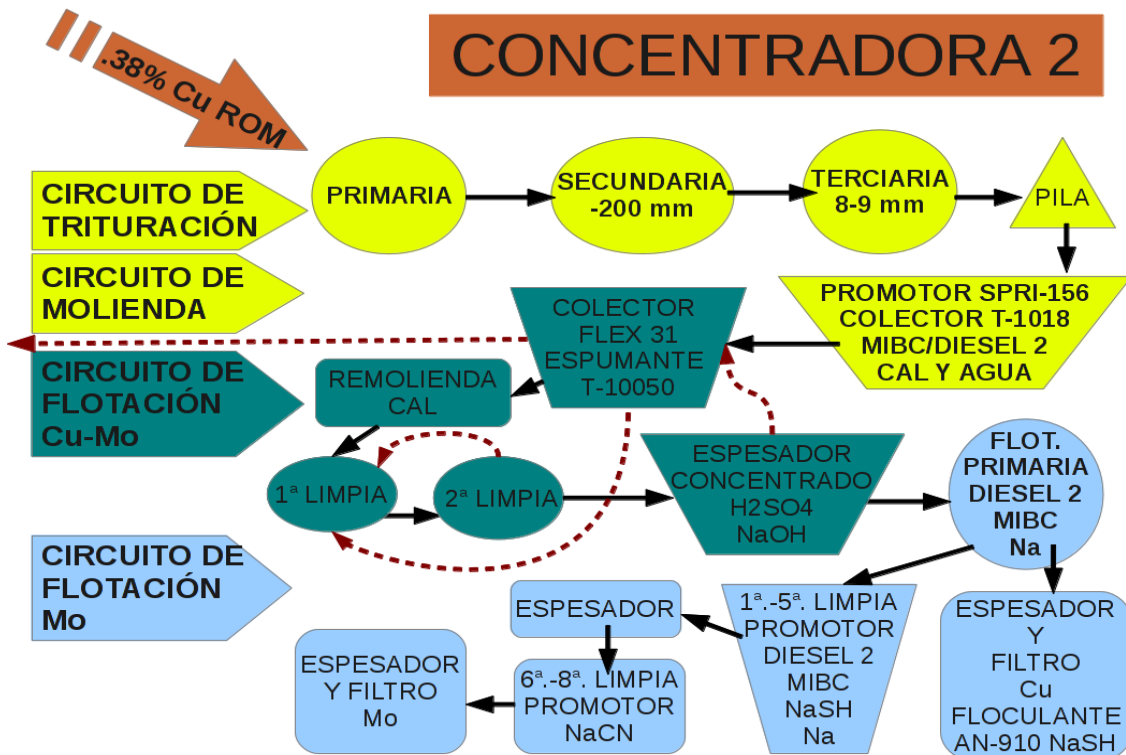 CONCENTRADORA 2
.38% Cu ROM
CIRCUITO DE
TRITURACIÓN
PRIMARIA
SECUNDARIA
-200 mm
TERCIARIA
8-9 mm
PILA
CIRCUITO DE
MOLIENDA
PROMOTOR SPRI-156
COLECTOR T-1018
MIBC/DIESEL 2
CAL Y AGUA
COLECTOR
FLEX 31
ESPUMANTE
T-10050
CIRCUITO DE
FLOTACIÓN
Cu-Mo
REMOLIENDA
CAL
1ª LIMPIA
2ª LIMPIA
ESPESADOR
CONCENTRADO
H2SO4
NaOH
FLOT.
PRIMARIA
DIESEL 2
MIBC
Na
CIRCUITO DE
FLOTACIÓN
Mo
ESPESADOR
Y FILTRO
Mo
ESPESADOR
6ª.-8ª. LIMPIA
PROMOTOR
NaCN
1ª.-5ª. LIMPIA
PROMOTOR
DIESEL 2
MIBC
NaSH
Na
ESPESADOR
Y
FILTRO
Cu
FLOCULANTE
AN-910 NaSH